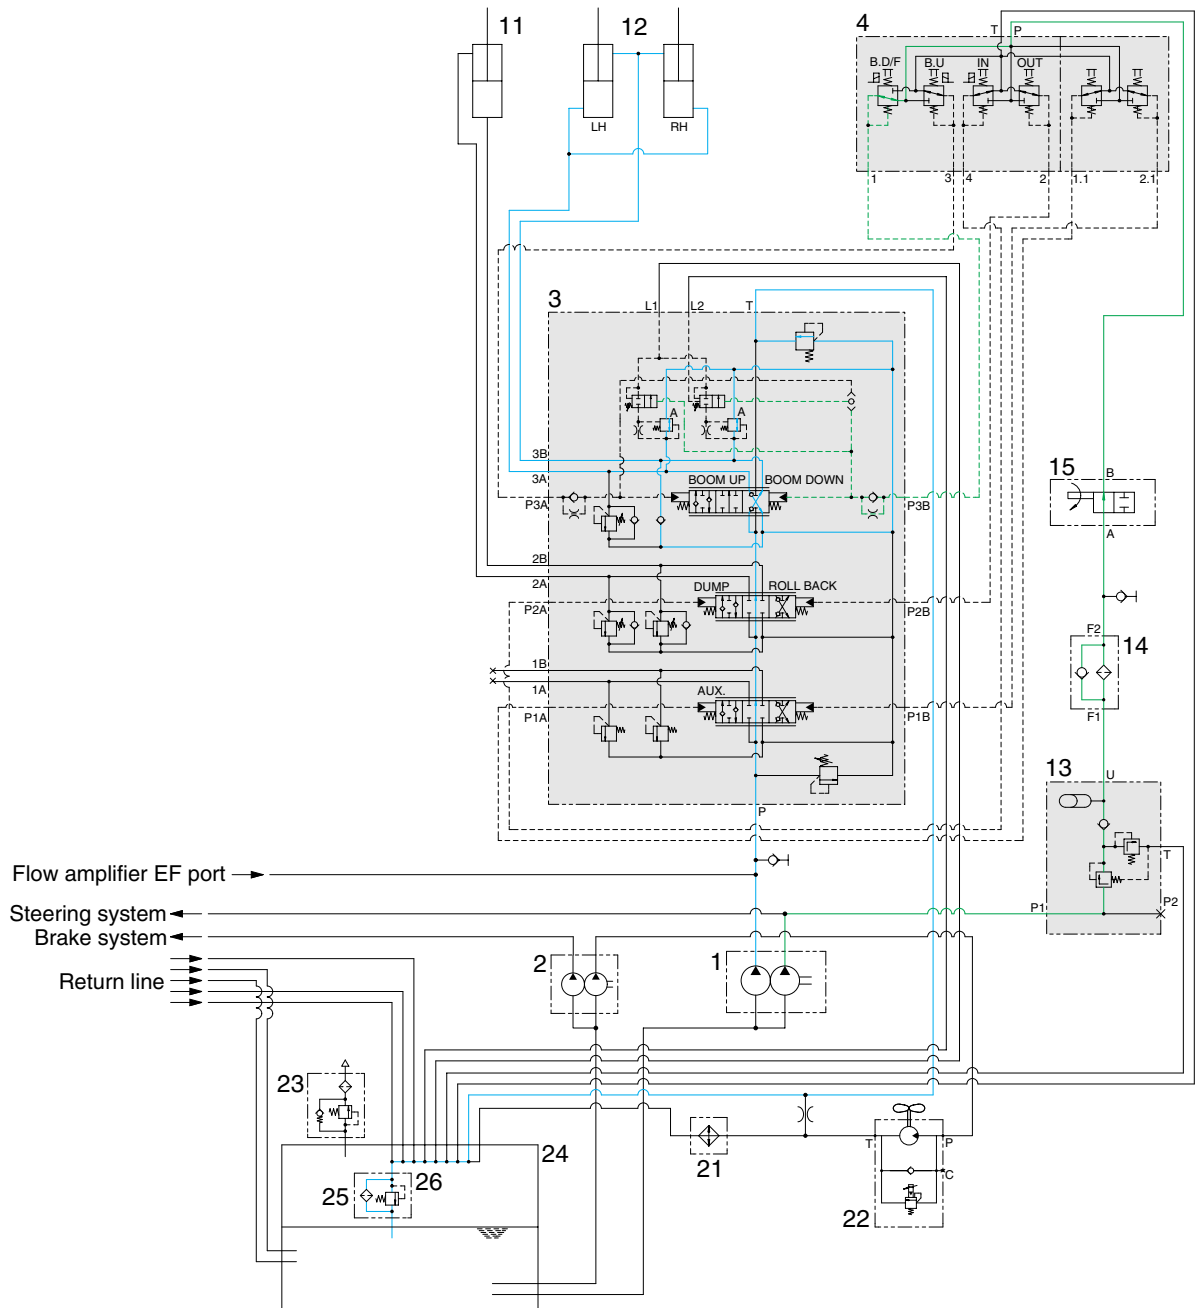 11
12
4
T P
B.D/F B.U IN OUT
LH RH
1 3 4 2 1.1 2.1
3
L1 L2 T
A A
15
B
3B
3A
BOOM UP BOOM DOWN
P3A P3B
A
2B
2A
DUMP ROLL BACK
P2A P2B
F2
14
1B
1A
AUX.
P1A P1B
F1
13
U
P
T
Flow amplifier EF port
P1 P2
Steering system
Brake system
2
1
Return line
23
24
T P
26
21
C
25
22